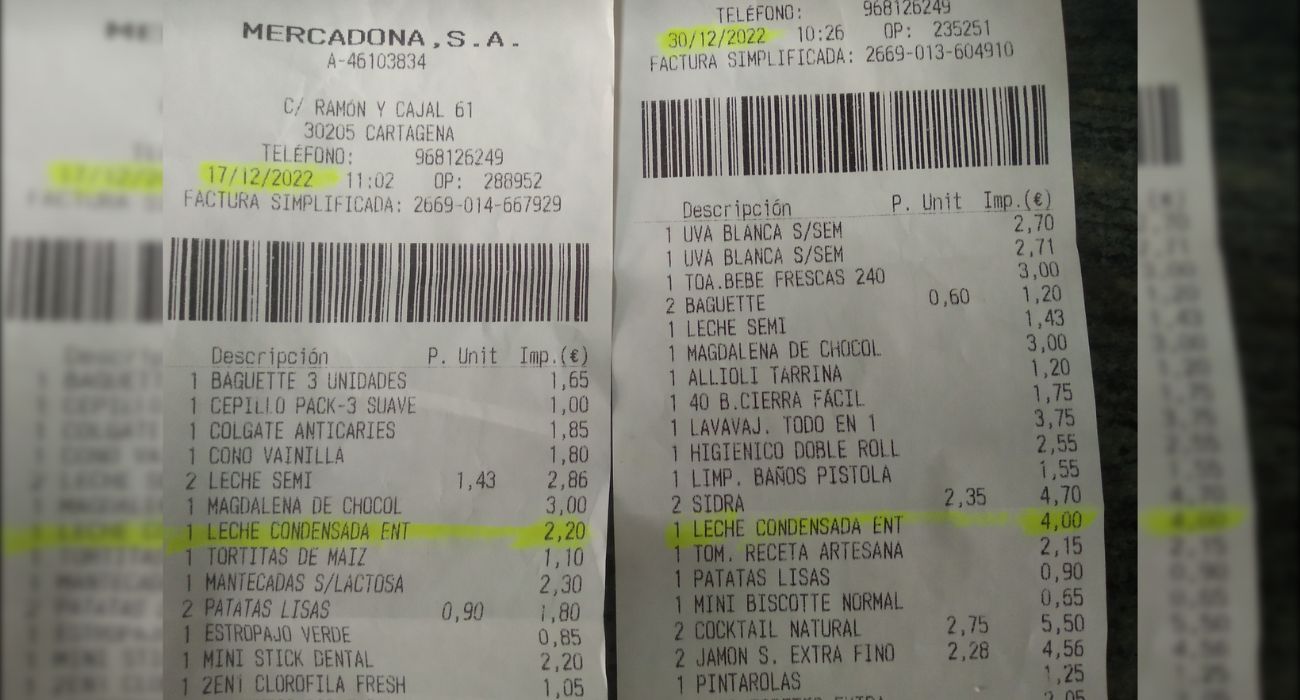 MERCADONA,S.A.
A-46103834
C/ RAMÓN Y CAJAL 61
30205 CARTAGENA
TELÉFONO: 968126249
17/12/2022 11:02 OP: 288952
FACTURA SIMPLIFICADA: 2669-014-667929
Descripción P. Unit Imp.(€)
1 BAGUETTE 3 UNIDADES 1,65
1 CEPILLO PACK-3 SUAVE 1,00
1 COLGATE ANTICARIES 1,85
1 CONO VAINILLA 1,80
2 LECHE SEMI 1,43 2,86
1 MAGDALENA DE CHOCOL 3,00
1 LECHE CONDENSADA ENT 2,20
1 TORTITAS DE MAIZ 1,10
1 MANTECADAS S/LACTOSA 2,30
2 PATATAS LISAS 0,90 1,80
1 ESTROPAJO VERDE 0,85
1 MINI STICK DENTAL 2,20
1 2EN1 CLOROFILA FRESH 1,05
TELÉFONO: 968126249
30/12/2022 10:26 OP: 235251
FACTURA SIMPLIFICADA: 2669-013-604910
Descripción P. Unit Imp.(€)
1 UVA BLANCA S/SEM 2,70
1 UVA BLANCA S/SEM 2,71
1 TOA.BEBE FRESCAS 240 3,00
2 BAGUETTE 0,60 1,20
1 LECHE SEMI 1,43
1 MAGDALENA DE CHOCOL 3,00
1 ALLIOLI TARRINA 1,20
1 40 B.CIERRA FÁCIL 1,75
1 LAVAVAJ. TODO EN 1 3,75
1 HIGIENICO DOBLE ROLL 2,55
1 LIMP. BAÑOS PISTOLA 1,55
2 SIDRA 2,35 4,70
1 LECHE CONDENSADA ENT 4,00
1 TOM. RECETA ARTESANA 2,15
1 PATATAS LISAS 0,90
1 MINI BISCOTTE NORMAL 0,65
2 COCKTAIL NATURAL 2,75 5,50
2 JAMON S. EXTRA FINO 2,28 4,56
1 PINTAROLAS 1,25